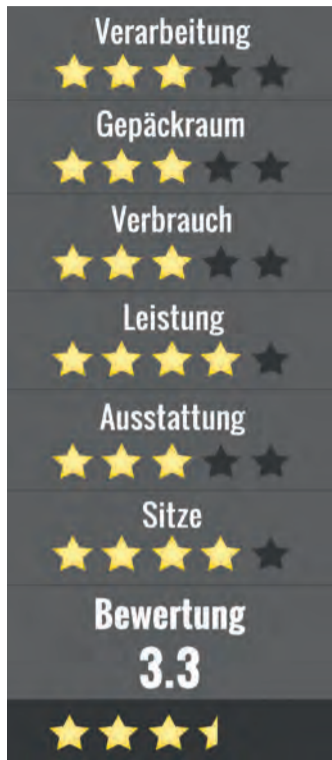 Verarbeitung
Gepäckraum
Verbrauch
Leistung
Ausstattung
Sitze
Bewertung
3.3